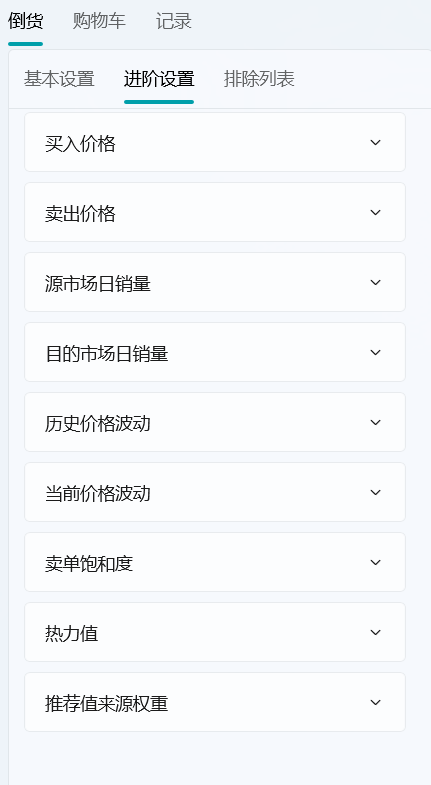 倒货 购物车 记录
基本设置 进阶设置 排除列表
买入价格
卖出价格
源市场日销量
目的市场日销量
历史价格波动
当前价格波动
卖单饱和度
热力值
推荐值来源权重